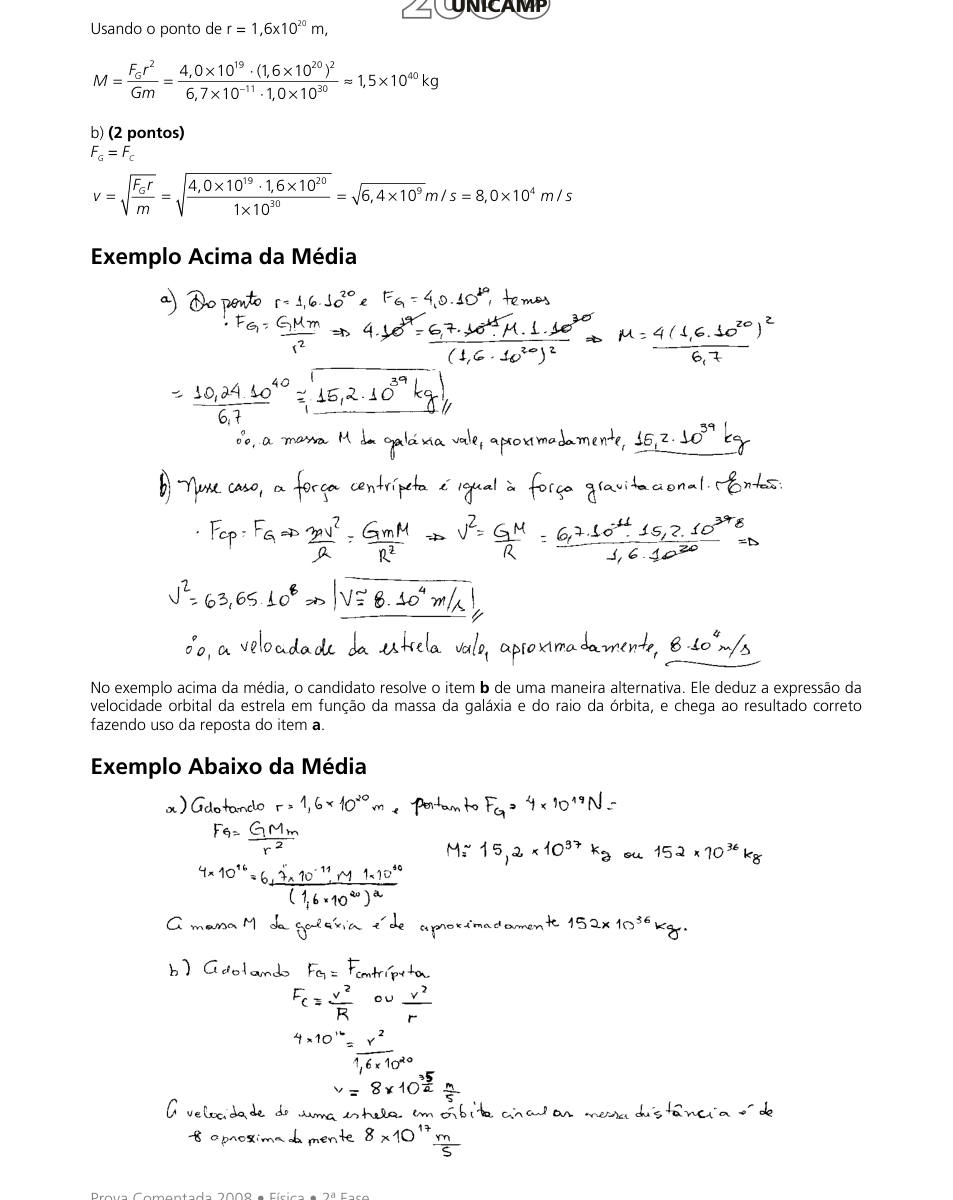 2008 UNICAMP
Usando o ponto de r = 1,6x10²⁰ m,
M = F_G r² / Gm = 4,0×10¹⁹ · (1,6×10²⁰)² / 6,7×10⁻¹¹ · 1,0×10³⁰ ≈ 1,5×10⁴⁰ kg
b) (2 pontos)
F_G = F_C
v = √(F_G r / m) = √(4,0×10¹⁹ · 1,6×10²⁰ / 1×10³⁰) = √(6,4×10⁹) m / s = 8,0×10⁴ m / s
Exemplo Acima da Média
a) Do ponto r = 1,6·10²⁰ e F_G = 4,0·10¹⁹, temos
· F_G = GMm / r² ⇒ 4·10¹⁹ = 6,7·10⁻¹¹·M·1·10³⁰ / (1,6·10²⁰)² ⇒ M = 4(1,6·10²⁰)² / 6,7
= 10,24·10⁴⁰ / 6,7 ≅ 15,2·10³⁹ kg //
∴, a massa M da galáxia vale, aproximadamente, 15,2·10³⁹ kg
b) Nesse caso, a força centrípeta é igual à força gravitacional. Então:
· Fcp = F_G ⇒ mv² / R = GmM / R² ⇒ v² = GM / R = 6,7·10⁻¹¹·15,2·10³⁹ ⁸ / 1,6·10²⁰ ⇒
v² = 63,65·10⁸ ⇒ |V ≅ 8·10⁴ m/s| //
∴, a velocidade da estrela vale, aproximadamente, 8·10⁴ m/s
No exemplo acima da média, o candidato resolve o item b de uma maneira alternativa. Ele deduz a expressão da
velocidade orbital da estrela em função da massa da galáxia e do raio da órbita, e chega ao resultado correto
fazendo uso da reposta do item a.
Exemplo Abaixo da Média
a) Adotando r = 1,6 × 10²⁰ m e, portanto F_G = 4 × 10¹⁹ N =
F_G = GMm / r²
M ≅ 15,2 × 10³⁷ kg ou 152 × 10³⁶ kg
4 × 10¹⁶ = 6,7 × 10⁻¹¹ · M 1×10⁴⁰ / (1,6 × 10²⁰)²
A massa M da galáxia é de aproximadamente 152 × 10³⁶ kg.
b) Adotando F_G = Fcentrípeta
F_C = v² / R ou v² / r
4 × 10¹⁶ = v² / 1,6 × 10²⁰
v = 8 × 10^(35/2) m/s
A velocidade de uma estrela em órbita circular nessa distância é de
aproximadamente 8 × 10¹⁷ m/s
Prova Comentada 2008 • Física • 2ª Fase